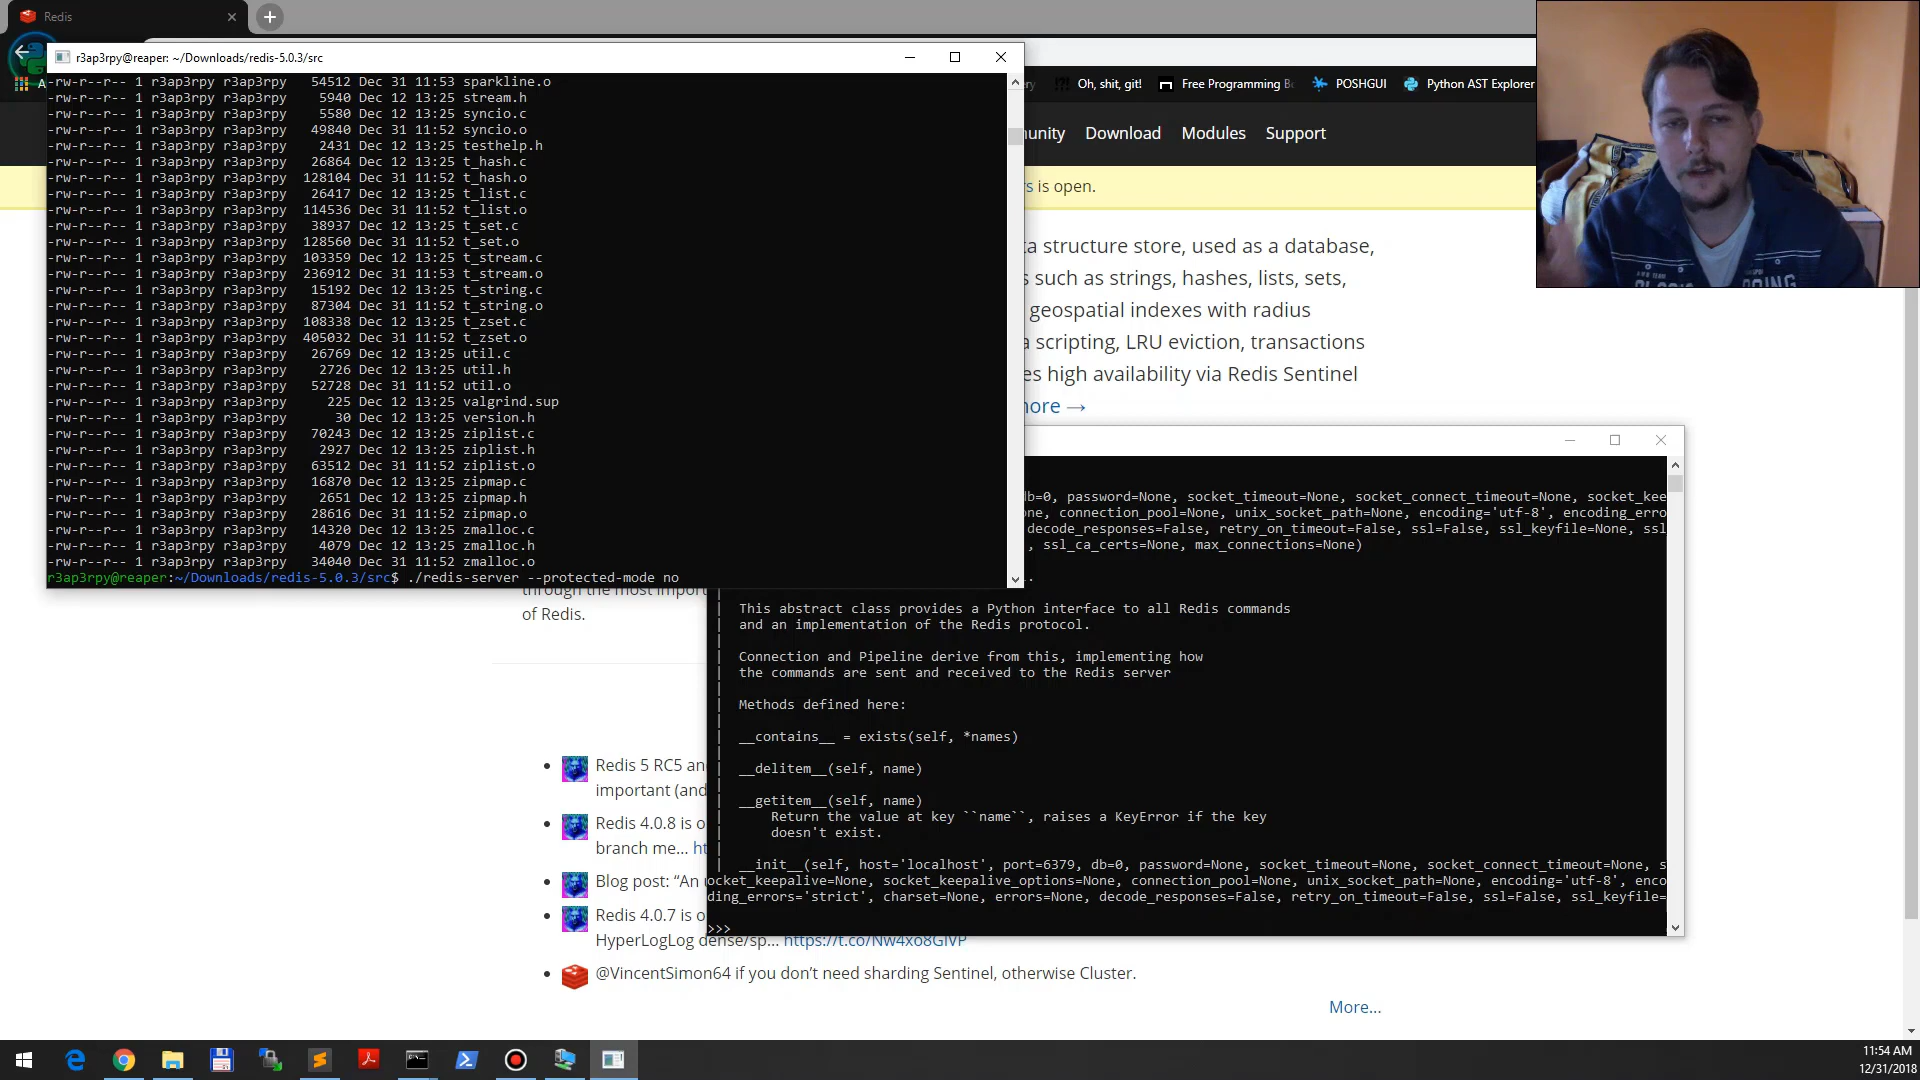 Redis
r3ap3rpy@reaper: ~/Downloads/redis-5.0.3/src
-rw-r--r-- 1 r3ap3rpy r3ap3rpy   54512 Dec 31 11:53 sparkline.o
-rw-r--r-- 1 r3ap3rpy r3ap3rpy    5940 Dec 12 13:25 stream.h
-rw-r--r-- 1 r3ap3rpy r3ap3rpy    5580 Dec 12 13:25 syncio.c
-rw-r--r-- 1 r3ap3rpy r3ap3rpy   49840 Dec 31 11:52 syncio.o
-rw-r--r-- 1 r3ap3rpy r3ap3rpy    2431 Dec 12 13:25 testhelp.h
-rw-r--r-- 1 r3ap3rpy r3ap3rpy   26864 Dec 12 13:25 t_hash.c
-rw-r--r-- 1 r3ap3rpy r3ap3rpy  128104 Dec 31 11:52 t_hash.o
-rw-r--r-- 1 r3ap3rpy r3ap3rpy   26417 Dec 12 13:25 t_list.c
-rw-r--r-- 1 r3ap3rpy r3ap3rpy  114536 Dec 31 11:52 t_list.o
-rw-r--r-- 1 r3ap3rpy r3ap3rpy   38937 Dec 12 13:25 t_set.c
-rw-r--r-- 1 r3ap3rpy r3ap3rpy  128560 Dec 31 11:52 t_set.o
-rw-r--r-- 1 r3ap3rpy r3ap3rpy  103359 Dec 12 13:25 t_stream.c
-rw-r--r-- 1 r3ap3rpy r3ap3rpy  236912 Dec 31 11:53 t_stream.o
-rw-r--r-- 1 r3ap3rpy r3ap3rpy   15192 Dec 12 13:25 t_string.c
-rw-r--r-- 1 r3ap3rpy r3ap3rpy   87304 Dec 31 11:52 t_string.o
-rw-r--r-- 1 r3ap3rpy r3ap3rpy  108338 Dec 12 13:25 t_zset.c
-rw-r--r-- 1 r3ap3rpy r3ap3rpy  405032 Dec 31 11:52 t_zset.o
-rw-r--r-- 1 r3ap3rpy r3ap3rpy   26769 Dec 12 13:25 util.c
-rw-r--r-- 1 r3ap3rpy r3ap3rpy    2726 Dec 12 13:25 util.h
-rw-r--r-- 1 r3ap3rpy r3ap3rpy   52728 Dec 31 11:52 util.o
-rw-r--r-- 1 r3ap3rpy r3ap3rpy     225 Dec 12 13:25 valgrind.sup
-rw-r--r-- 1 r3ap3rpy r3ap3rpy      30 Dec 12 13:25 version.h
-rw-r--r-- 1 r3ap3rpy r3ap3rpy   70243 Dec 12 13:25 ziplist.c
-rw-r--r-- 1 r3ap3rpy r3ap3rpy    2927 Dec 12 13:25 ziplist.h
-rw-r--r-- 1 r3ap3rpy r3ap3rpy   63512 Dec 31 11:52 ziplist.o
-rw-r--r-- 1 r3ap3rpy r3ap3rpy   16870 Dec 12 13:25 zipmap.c
-rw-r--r-- 1 r3ap3rpy r3ap3rpy    2651 Dec 12 13:25 zipmap.h
-rw-r--r-- 1 r3ap3rpy r3ap3rpy   28616 Dec 31 11:52 zipmap.o
-rw-r--r-- 1 r3ap3rpy r3ap3rpy   14320 Dec 12 13:25 zmalloc.c
-rw-r--r-- 1 r3ap3rpy r3ap3rpy    4079 Dec 12 13:25 zmalloc.h
-rw-r--r-- 1 r3ap3rpy r3ap3rpy   34040 Dec 31 11:52 zmalloc.o
r3ap3rpy@reaper:~/Downloads/redis-5.0.3/src$ ./redis-server --protected-mode no
Oh, shit, git! Free Programming B POSHGUI Python AST Explorer
unity Download Modules Support
rs is open.
ta structure store, used as a database,
s such as strings, hashes, lists, sets,
geospatial indexes with radius
a scripting, LRU eviction, transactions
es high availability via Redis Sentinel
more →
db=0, password=None, socket_timeout=None, socket_connect_timeout=None, socket_kee
one, connection_pool=None, unix_socket_path=None, encoding='utf-8', encoding_erro
decode_responses=False, retry_on_timeout=False, ssl=False, ssl_keyfile=None, ssl
, ssl_ca_certs=None, max_connections=None)
through the most impor
of Redis.
This abstract class provides a Python interface to all Redis commands
and an implementation of the Redis protocol.
Connection and Pipeline derive from this, implementing how
the commands are sent and received to the Redis server
Methods defined here:
__contains__ = exists(self, *names)
__delitem__(self, name)
__getitem__(self, name)
Return the value at key ``name``, raises a KeyError if the key
doesn't exist.
__init__(self, host='localhost', port=6379, db=0, password=None, socket_timeout=None, socket_connect_timeout=None, s
ocket_keepalive=None, socket_keepalive_options=None, connection_pool=None, unix_socket_path=None, encoding='utf-8', enco
ding_errors='strict', charset=None, errors=None, decode_responses=False, retry_on_timeout=False, ssl=False, ssl_keyfile=
>>>
Redis 5 RC5 an
important (and
Redis 4.0.8 is o
branch me... ht
Blog post: “An
Redis 4.0.7 is o
HyperLogLog dense/sp... https://t.co/Nw4xo8GIVP
@VincentSimon64 if you don’t need sharding Sentinel, otherwise Cluster.
More...
11:54 AM
12/31/2018